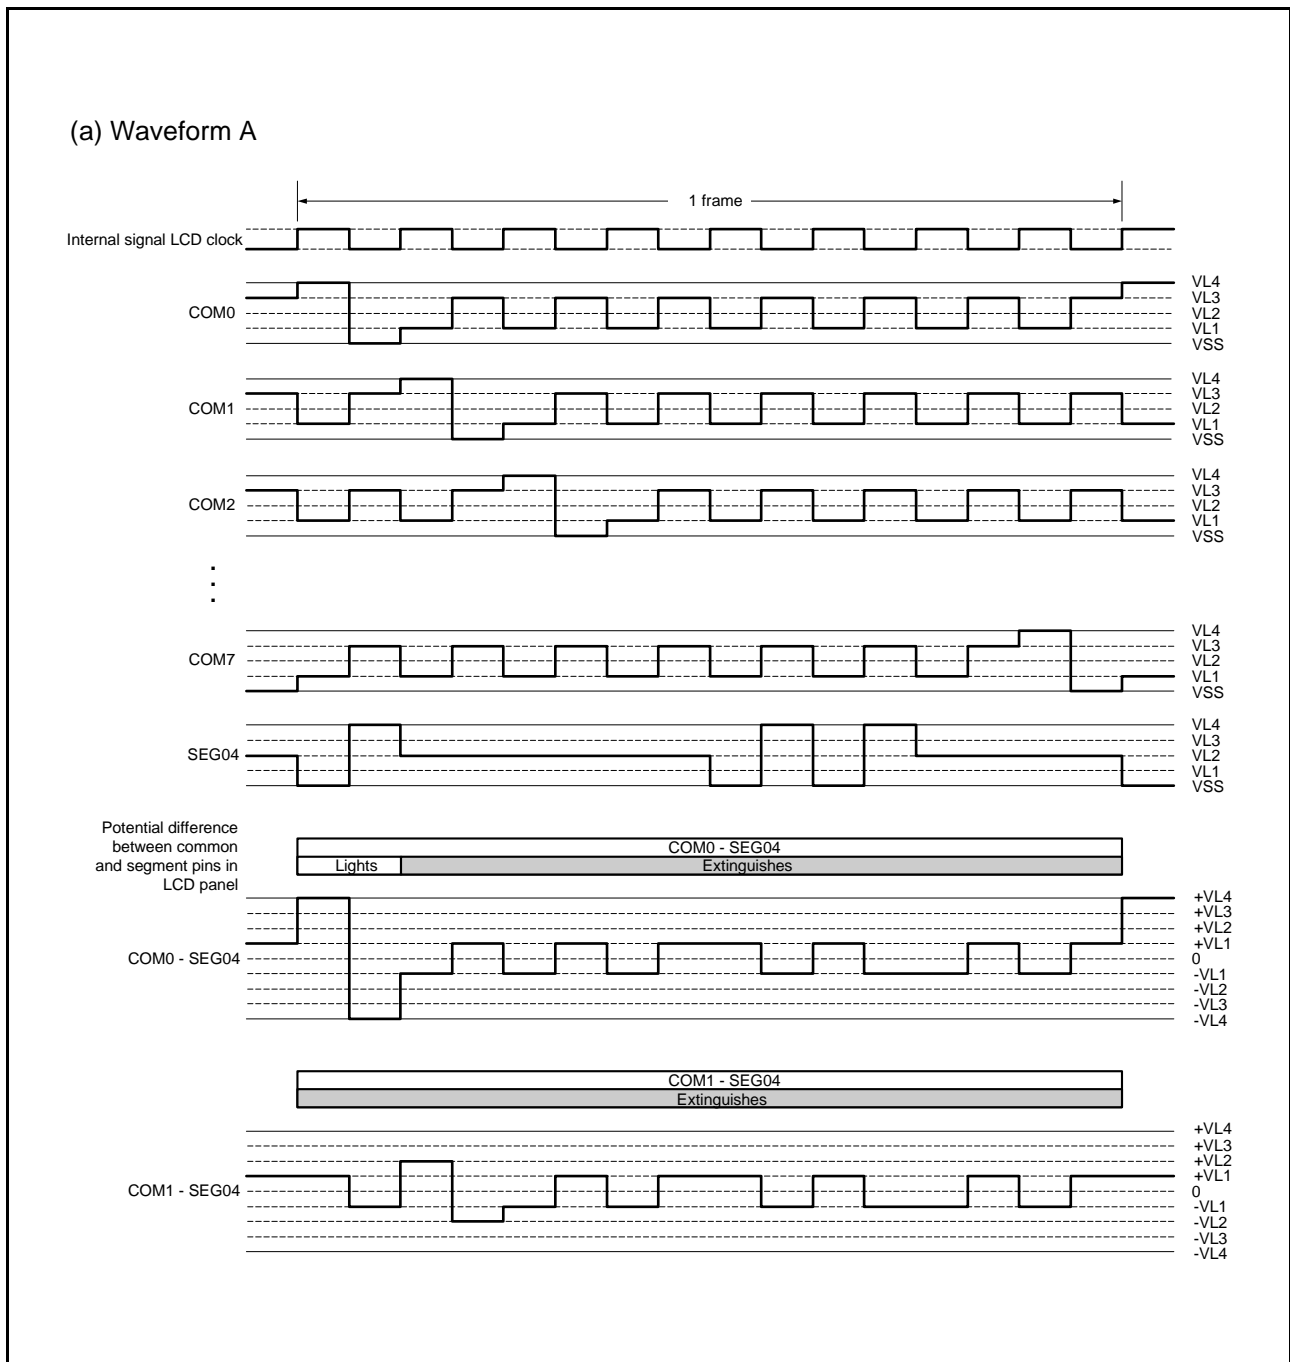 (a) Waveform A
1 frame
Internal signal LCD clock
COM0
VL4
VL3
VL2
VL1
VSS
COM1
VL4
VL3
VL2
VL1
VSS
COM2
VL4
VL3
VL2
VL1
VSS
COM7
VL4
VL3
VL2
VL1
VSS
SEG04
VL4
VL3
VL2
VL1
VSS
Potential difference
between common
and segment pins in
LCD panel
COM0 - SEG04
Lights
Extinguishes
COM0 - SEG04
+VL4
+VL3
+VL2
+VL1
0
-VL1
-VL2
-VL3
-VL4
COM1 - SEG04
Extinguishes
COM1 - SEG04
+VL4
+VL3
+VL2
+VL1
0
-VL1
-VL2
-VL3
-VL4